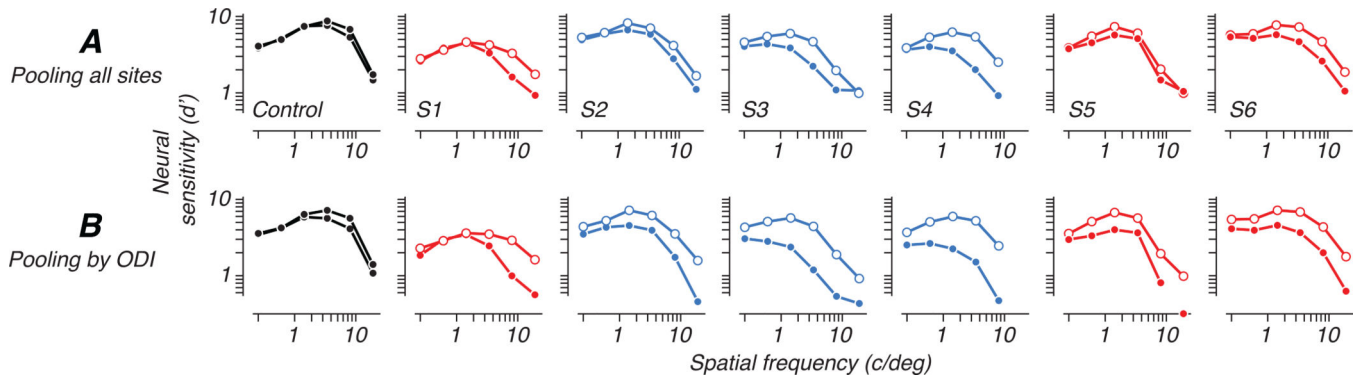 A
Pooling all sites
Neural
sensitivity (d')
10
1
Control
S1
S2
S3
S4
S5
S6
1 10
1 10
1 10
1 10
1 10
1 10
1 10
B
Pooling by ODI
10
1
1 10
1 10
1 10
1 10
1 10
1 10
1 10
Spatial frequency (c/deg)